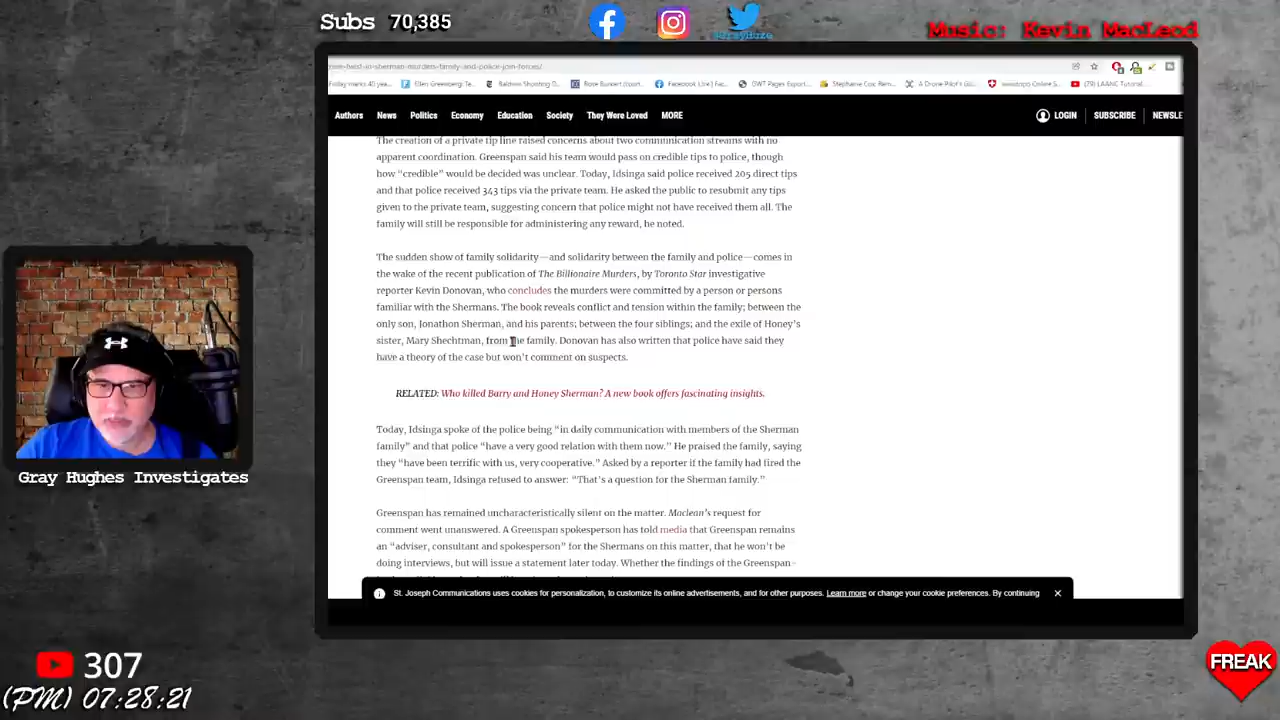 Subs 70,385
Music: Kevin MacLeod
Authors News Politics Economy Education Society They Were Loved MORE LOGIN SUBSCRIBE NEWSLE
The creation of a private tip line raised concerns about two communication streams with no
apparent coordination. Greenspan said his team would pass on credible tips to police, though
how “credible” would be decided was unclear. Today, Idsinga said police received 205 direct tips
and that police received 343 tips via the private team. He asked the public to resubmit any tips
given to the private team, suggesting concern that police might not have received them all. The
family will still be responsible for administering any reward, he noted.
The sudden show of family solidarity—and solidarity between the family and police—comes in
the wake of the recent publication of The Billionaire Murders, by Toronto Star investigative
reporter Kevin Donovan, who concludes the murders were committed by a person or persons
familiar with the Shermans. The book reveals conflict and tension within the family; between the
only son, Jonathon Sherman, and his parents; between the four siblings; and the exile of Honey’s
sister, Mary Shechtman, from the family. Donovan has also written that police have said they
have a theory of the case but won’t comment on suspects.
RELATED: Who killed Barry and Honey Sherman? A new book offers fascinating insights.
Today, Idsinga spoke of the police being “in daily communication with members of the Sherman
family” and that police “have a very good relation with them now.” He praised the family, saying
they “have been terrific with us, very cooperative.” Asked by a reporter if the family had fired the
Greenspan team, Idsinga refused to answer: “That’s a question for the Sherman family.”
Greenspan has remained uncharacteristically silent on the matter. Maclean’s request for
comment went unanswered. A Greenspan spokesperson has told media that Greenspan remains
an “adviser, consultant and spokesperson” for the Shermans on this matter, that he won’t be
doing interviews, but will issue a statement later today. Whether the findings of the Greenspan-
St. Joseph Communications uses cookies for personalization, to customize its online advertisements, and for other purposes. Learn more or change your cookie preferences. By continuing
Gray Hughes Investigates
307
(PM) 07:28:21
FREAK